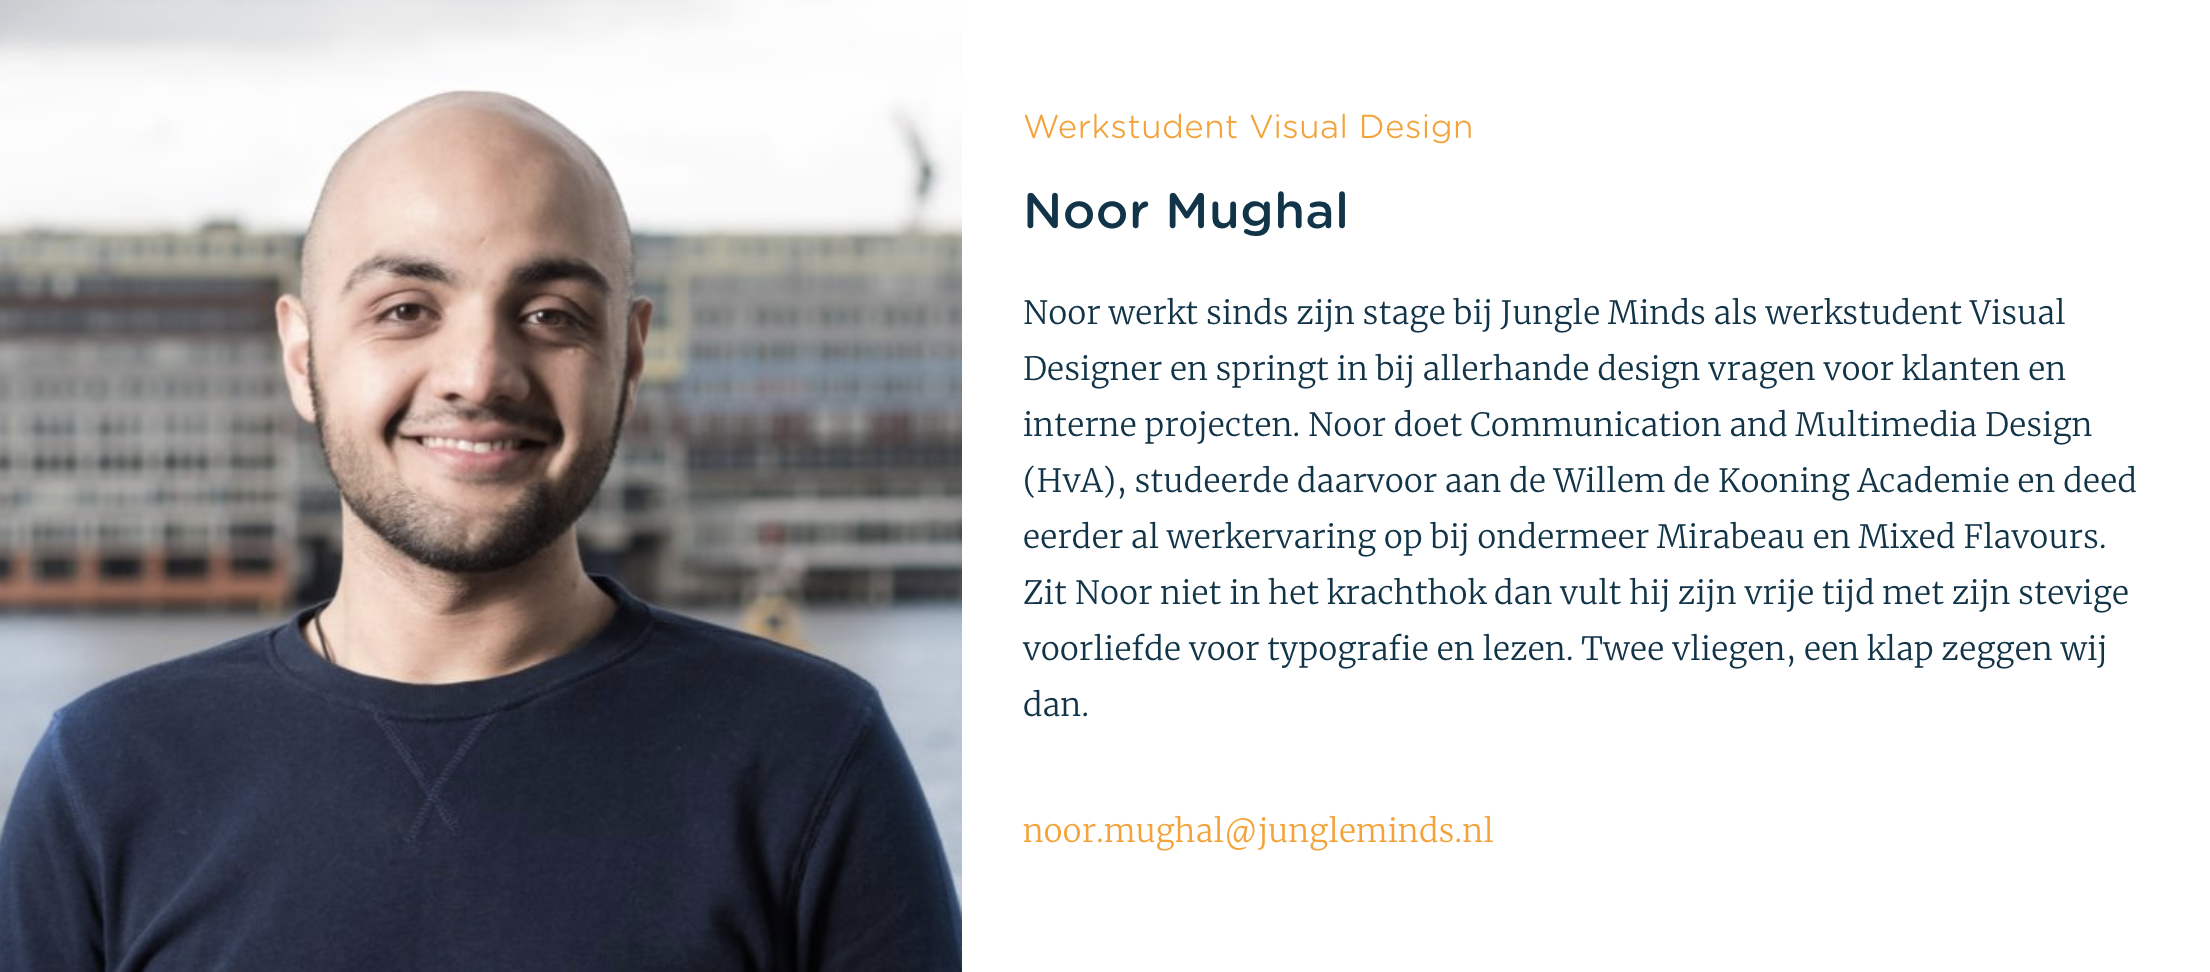 Werkstudent Visual Design
Noor Mughal
Noor werkt sinds zijn stage bij Jungle Minds als werkstudent Visual
Designer en springt in bij allerhande design vragen voor klanten en
interne projecten. Noor doet Communication and Multimedia Design
(HvA), studeerde daarvoor aan de Willem de Kooning Academie en deed
eerder al werkervaring op bij ondermeer Mirabeau en Mixed Flavours.
Zit Noor niet in het krachthok dan vult hij zijn vrije tijd met zijn stevige
voorliefde voor typografie en lezen. Twee vliegen, een klap zeggen wij
dan.
noor.mughal@jungleminds.nl